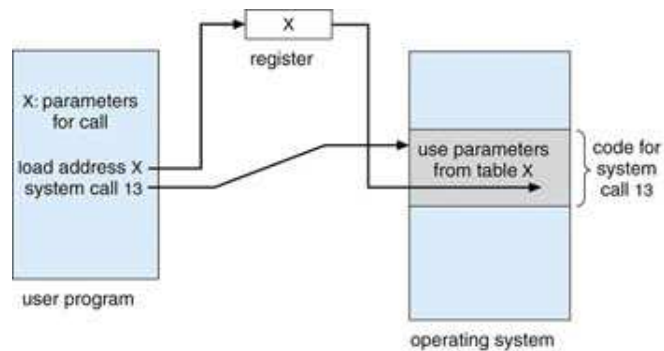 X
register
X: parameters
for call
load address X
system call 13
user program
use parameters
from table X
code for
system
call 13
operating system